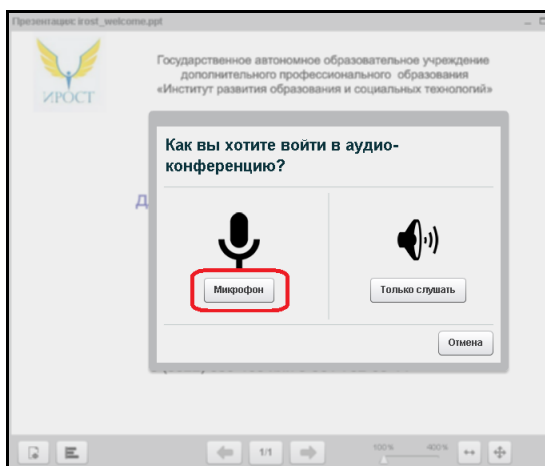 Презентация: irost_welcome.ppt
ИРОСТ
Государственное автономное образовательное учреждение
дополнительного профессионального образования
«Институт развития образования и социальных технологий»
Как вы хотите войти в аудио-
конференцию?
Д
Микрофон
Только слушать
Отмена
1/1
100%
400%